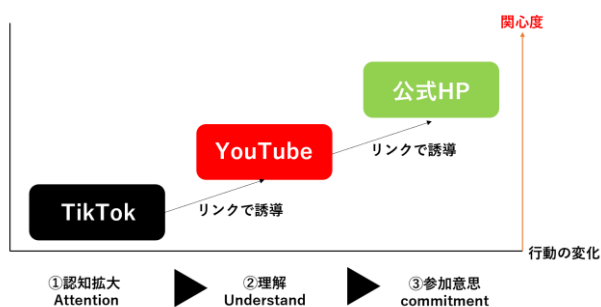 関心度
公式HP
YouTube
リンクで誘導
TikTok
リンクで誘導
行動の変化
①認知拡大
Attention
②理解
Understand
③参加意思
commitment